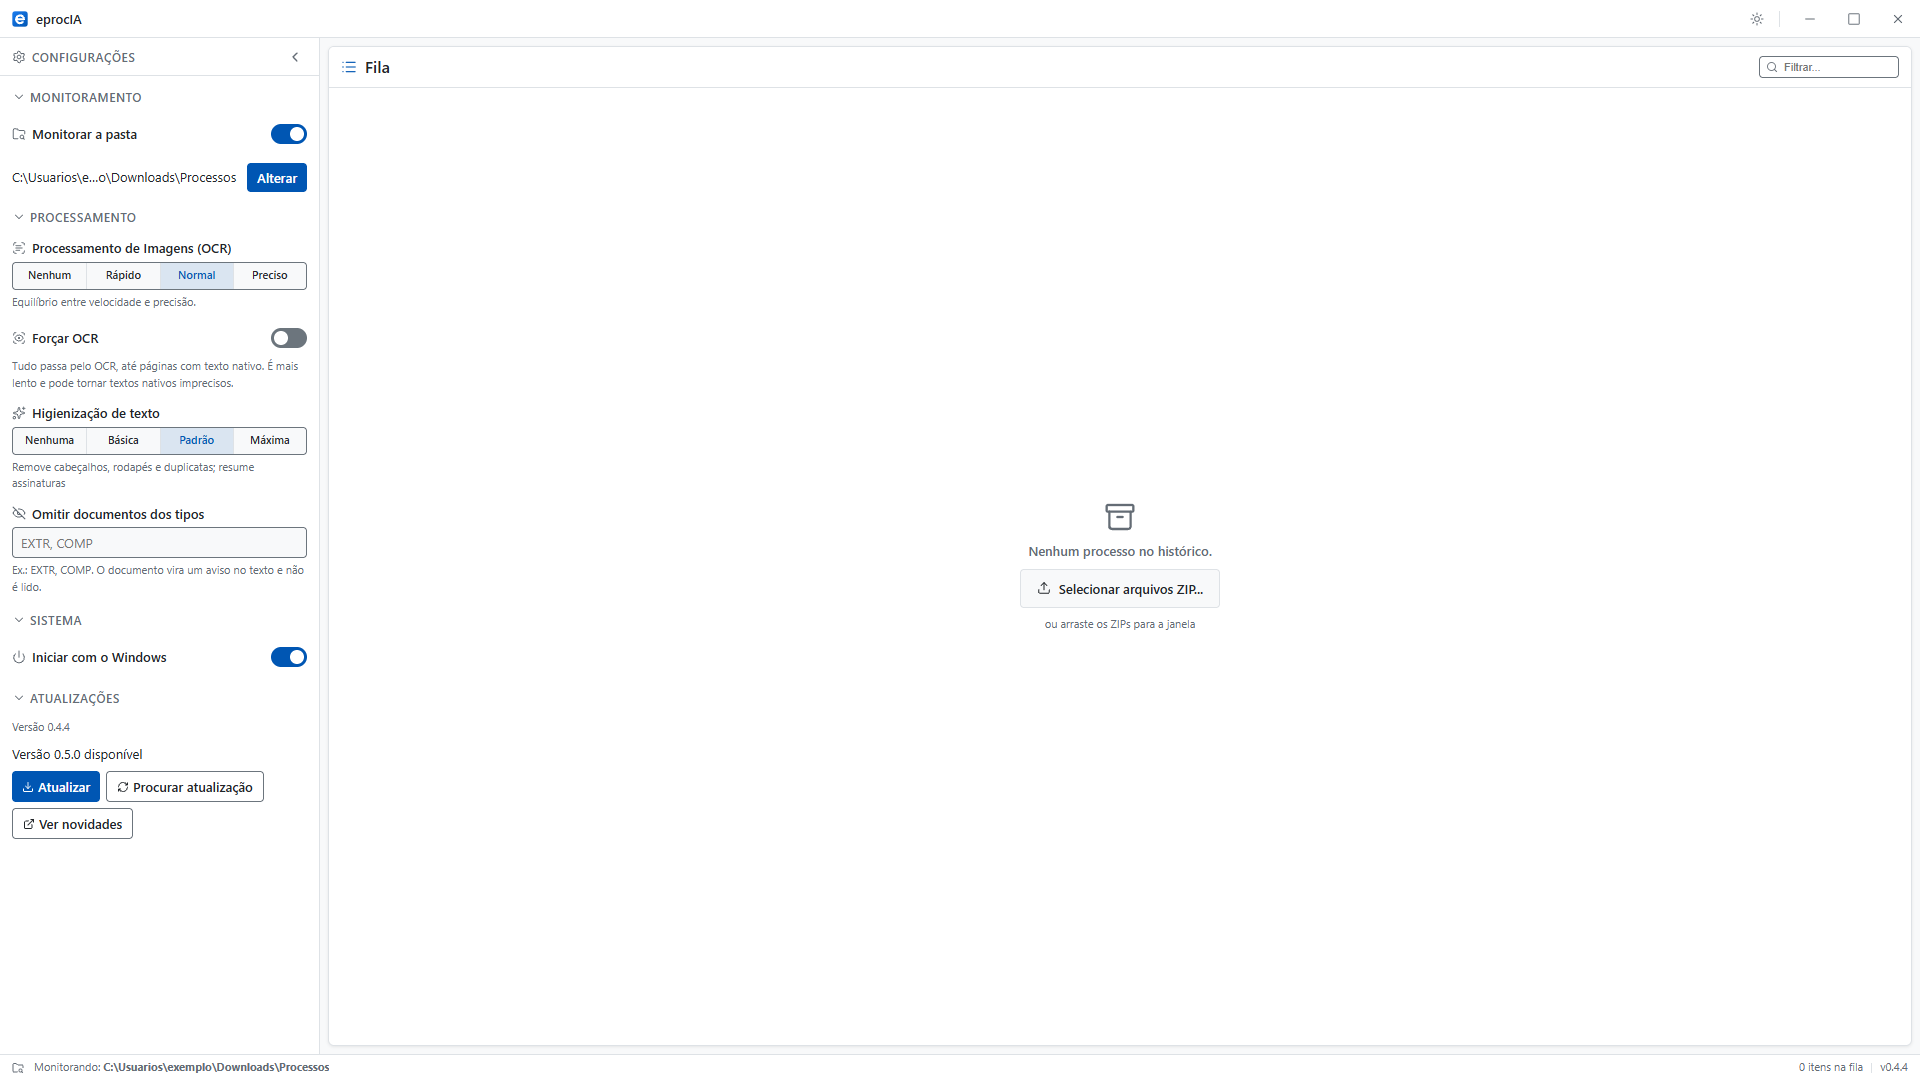 eprocIA
CONFIGURAÇÕES
MONITORAMENTO
Monitorar a pasta
C:\Usuarios\e...o\Downloads\Processos
Alterar
PROCESSAMENTO
Processamento de Imagens (OCR)
Nenhum Rápido Normal Preciso
Equilíbrio entre velocidade e precisão.
Forçar OCR
Tudo passa pelo OCR, até páginas com texto nativo. É mais
lento e pode tornar textos nativos imprecisos.
Higienização de texto
Nenhuma Básica Padrão Máxima
Remove cabeçalhos, rodapés e duplicatas; resume
assinaturas
Omitir documentos dos tipos
EXTR, COMP
Ex.: EXTR, COMP. O documento vira um aviso no texto e não
é lido.
SISTEMA
Iniciar com o Windows
ATUALIZAÇÕES
Versão 0.4.4
Versão 0.5.0 disponível
Atualizar Procurar atualização
Ver novidades
Fila
Filtrar...
Nenhum processo no histórico.
Selecionar arquivos ZIP...
ou arraste os ZIPs para a janela
Monitorando: C:\Usuarios\exemplo\Downloads\Processos
0 itens na fila v0.4.4